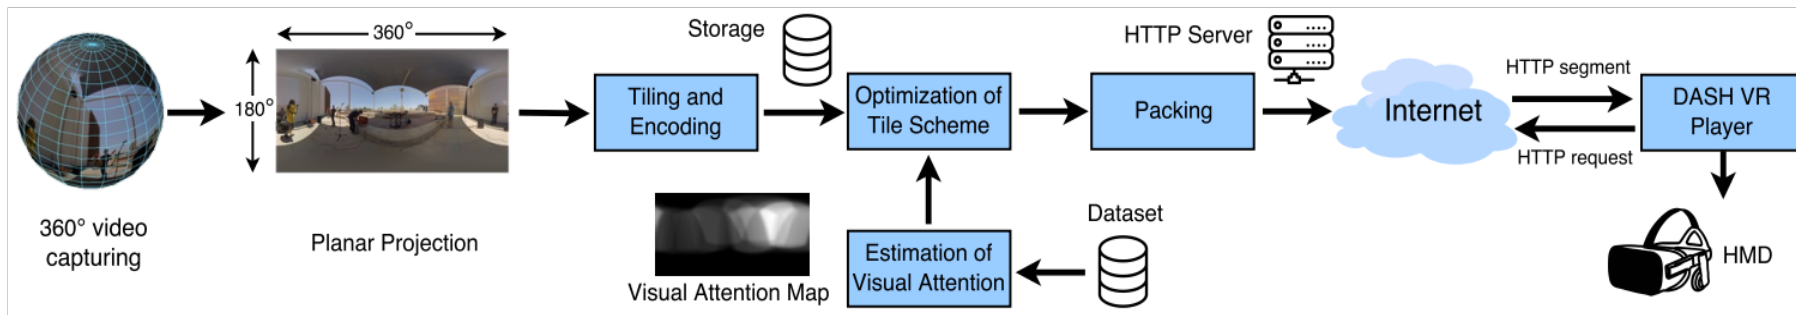 360°
180°
360° video
capturing
Planar Projection
Tiling and
Encoding
Storage
Optimization of
Tile Scheme
Visual Attention Map
Estimation of
Visual Attention
Dataset
Packing
HTTP Server
Internet
HTTP segment
HTTP request
DASH VR
Player
HMD